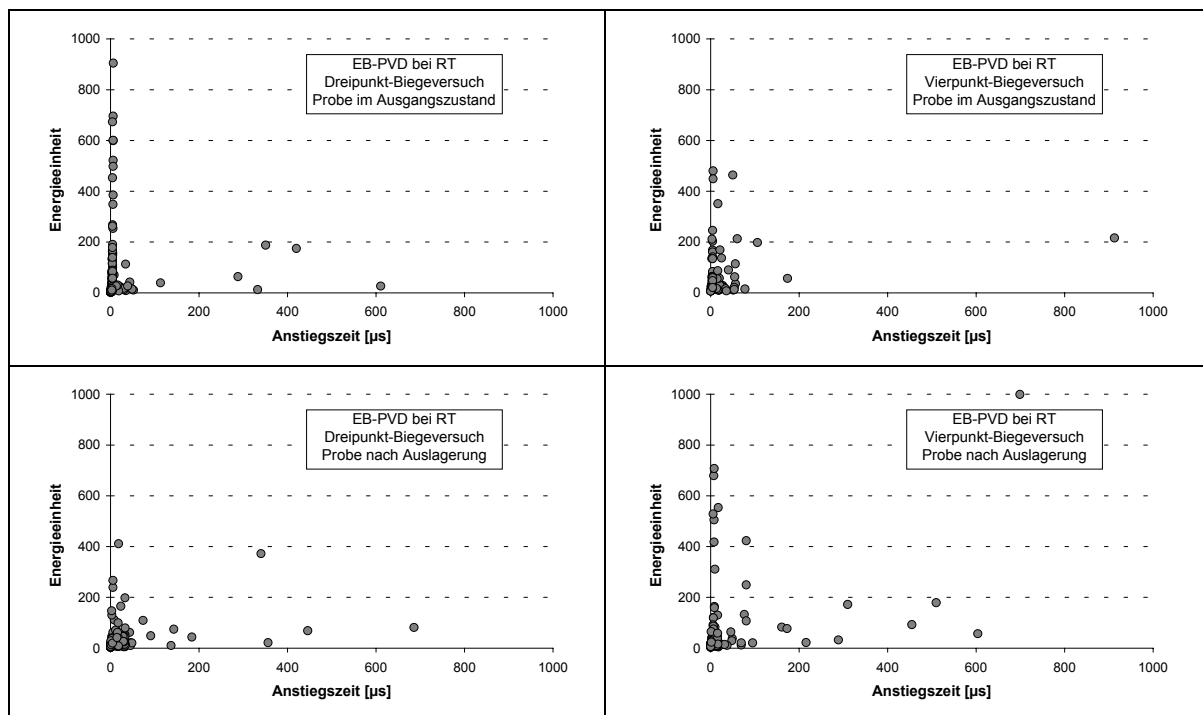 1000
800
600
400
200
0
Energieeinheit
EB-PVD bei RT
Dreipunkt-Biegeversuch
Probe im Ausgangszustand
0 200 400 600 800 1000
Anstiegszeit [µs]
1000
800
600
400
200
0
Energieeinheit
EB-PVD bei RT
Vierpunkt-Biegeversuch
Probe im Ausgangszustand
0 200 400 600 800 1000
Anstiegszeit [µs]
1000
800
600
400
200
0
Energieeinheit
EB-PVD bei RT
Dreipunkt-Biegeversuch
Probe nach Auslagerung
0 200 400 600 800 1000
Anstiegszeit [µs]
1000
800
600
400
200
0
Energieeinheit
EB-PVD bei RT
Vierpunkt-Biegeversuch
Probe nach Auslagerung
0 200 400 600 800 1000
Anstiegszeit [µs]